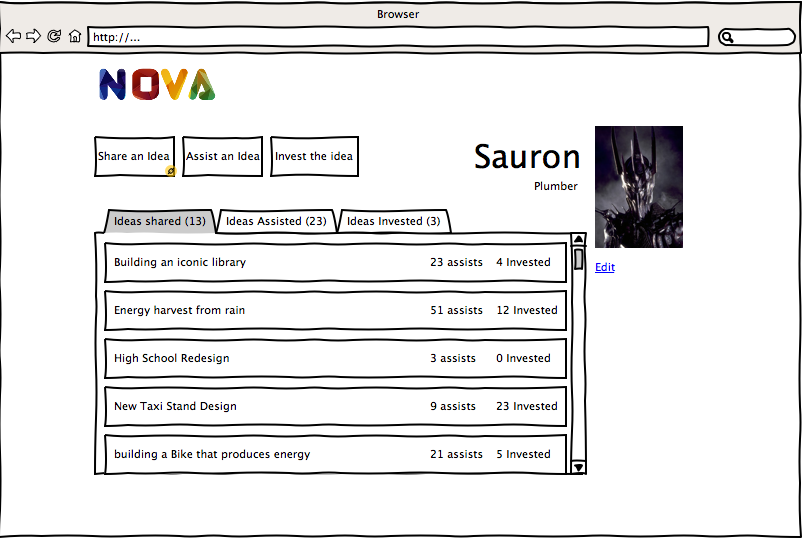 Browser
http://...
NOVA
Share an Idea
Assist an Idea
Invest the idea
Sauron
Plumber
Edit
Ideas shared (13)
Ideas Assisted (23)
Ideas Invested (3)
Building an iconic library 23 assists 4 Invested
Energy harvest from rain 51 assists 12 Invested
High School Redesign 3 assists 0 Invested
New Taxi Stand Design 9 assists 23 Invested
building a Bike that produces energy 21 assists 5 Invested